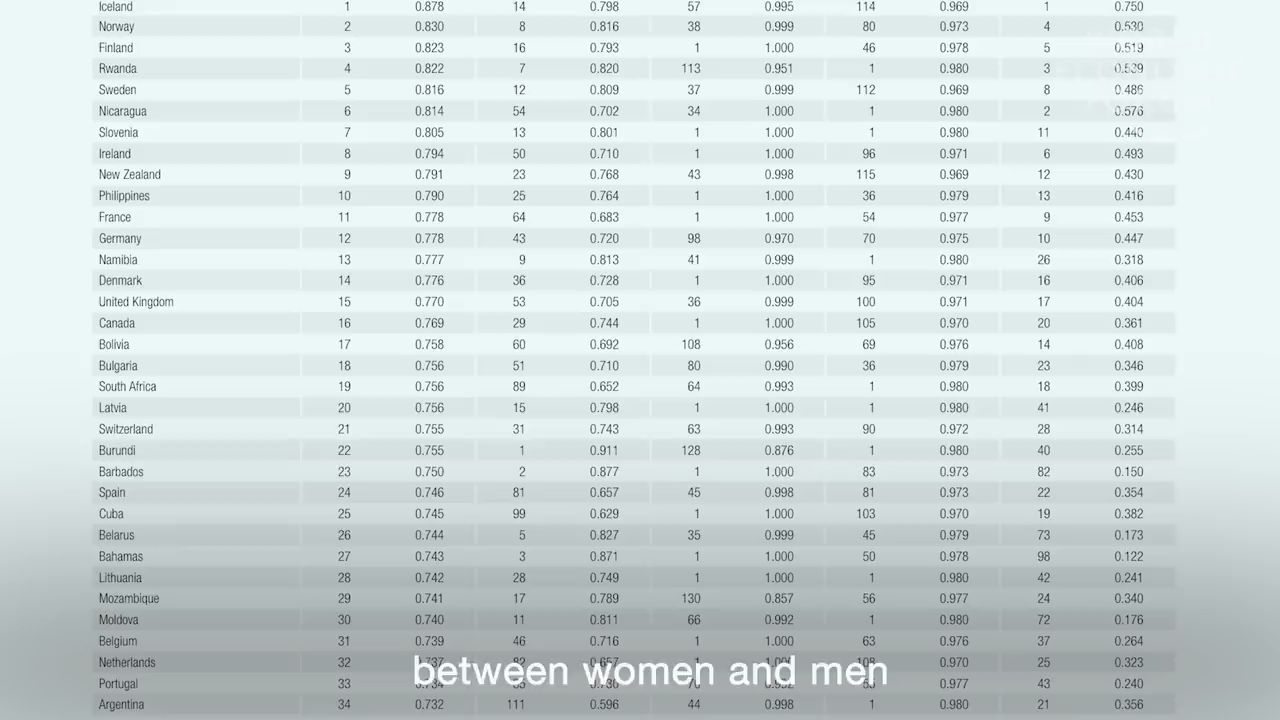 Iceland 1 0.878 14 0.798 57 0.995 114 0.969 1 0.750
Norway 2 0.830 8 0.816 38 0.999 80 0.973 4 0.530
Finland 3 0.823 16 0.793 1 1.000 46 0.978 5 0.519
Rwanda 4 0.822 7 0.820 113 0.951 1 0.980 3 0.539
Sweden 5 0.816 12 0.809 37 0.999 112 0.969 8 0.486
Nicaragua 6 0.814 54 0.702 34 1.000 1 0.980 2 0.576
Slovenia 7 0.805 13 0.801 1 1.000 1 0.980 11 0.440
Ireland 8 0.794 50 0.710 1 1.000 96 0.971 6 0.493
New Zealand 9 0.791 23 0.768 43 0.998 115 0.969 12 0.430
Philippines 10 0.790 25 0.764 1 1.000 36 0.979 13 0.416
France 11 0.778 64 0.683 1 1.000 54 0.977 9 0.453
Germany 12 0.778 43 0.720 98 0.970 70 0.975 10 0.447
Namibia 13 0.777 9 0.813 41 0.999 1 0.980 26 0.318
Denmark 14 0.776 36 0.728 1 1.000 95 0.971 16 0.406
United Kingdom 15 0.770 53 0.705 36 0.999 100 0.971 17 0.404
Canada 16 0.769 29 0.744 1 1.000 105 0.970 20 0.361
Bolivia 17 0.758 60 0.692 108 0.956 69 0.976 14 0.408
Bulgaria 18 0.756 51 0.710 80 0.990 36 0.979 23 0.346
South Africa 19 0.756 89 0.652 64 0.993 1 0.980 18 0.399
Latvia 20 0.756 15 0.798 1 1.000 1 0.980 41 0.246
Switzerland 21 0.755 31 0.743 63 0.993 90 0.972 28 0.314
Burundi 22 0.755 1 0.911 128 0.876 1 0.980 40 0.255
Barbados 23 0.750 2 0.877 1 1.000 83 0.973 82 0.150
Spain 24 0.746 81 0.657 45 0.998 81 0.973 22 0.354
Cuba 25 0.745 99 0.629 1 1.000 103 0.970 19 0.382
Belarus 26 0.744 5 0.827 35 0.999 45 0.979 73 0.173
Bahamas 27 0.743 3 0.871 1 1.000 50 0.978 98 0.122
Lithuania 28 0.742 28 0.749 1 1.000 1 0.980 42 0.241
Mozambique 29 0.741 17 0.789 130 0.857 56 0.977 24 0.340
Moldova 30 0.740 11 0.811 66 0.992 1 0.980 72 0.176
Belgium 31 0.739 46 0.716 1 1.000 63 0.976 37 0.264
Netherlands 32 0.970 25 0.323
between women and men
Portugal 33 0.977 43 0.240
Argentina 34 0.732 111 0.596 44 0.998 1 0.980 21 0.356